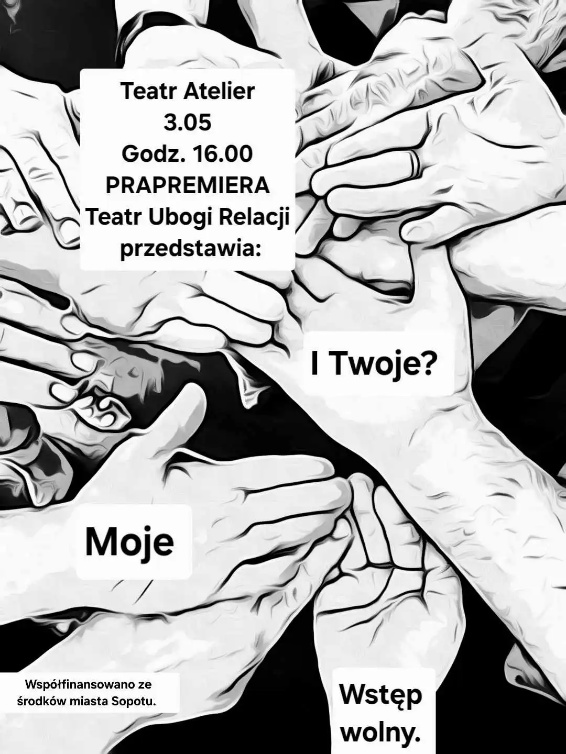 Teatr Atelier
3.05
Godz. 16.00
PRAPREMIERA
Teatr Ubogi Relacji
przedstawia:
I Twoje?
Moje
Współfinansowano ze
środków miasta Sopotu.
Wstęp
wolny.